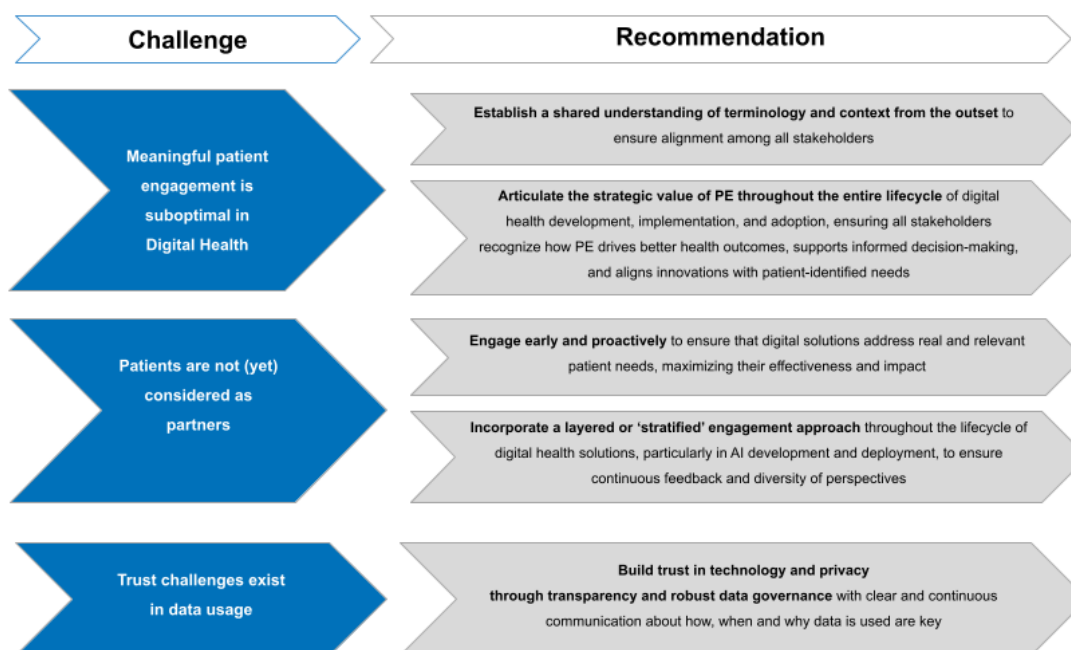 Challenge
Recommendation
Meaningful patient
engagement is
suboptimal in
Digital Health
Establish a shared understanding of terminology and context from the outset to
ensure alignment among all stakeholders
Articulate the strategic value of PE throughout the entire lifecycle of digital
health development, implementation, and adoption, ensuring all stakeholders
recognize how PE drives better health outcomes, supports informed decision-making,
and aligns innovations with patient-identified needs
Patients are not (yet)
considered as
partners
Engage early and proactively to ensure that digital solutions address real and relevant
patient needs, maximizing their effectiveness and impact
Incorporate a layered or ‘stratified’ engagement approach throughout the lifecycle of
digital health solutions, particularly in AI development and deployment, to ensure
continuous feedback and diversity of perspectives
Trust challenges exist
in data usage
Build trust in technology and privacy
through transparency and robust data governance with clear and continuous
communication about how, when and why data is used are key